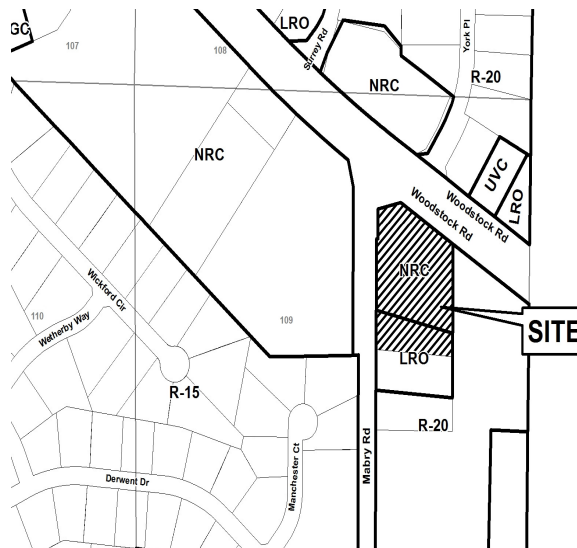 GC
107
108
LRO
Surrey Rd
York Pl
NRC
R-20
NRC
UVC
LRO
Woodstock Rd
Woodstock Rd
NRC
Wickford Cir
110
Wetherby Way
109
SITE
LRO
R-15
R-20
Mabry Rd
Manchester Ct
Derwent Dr